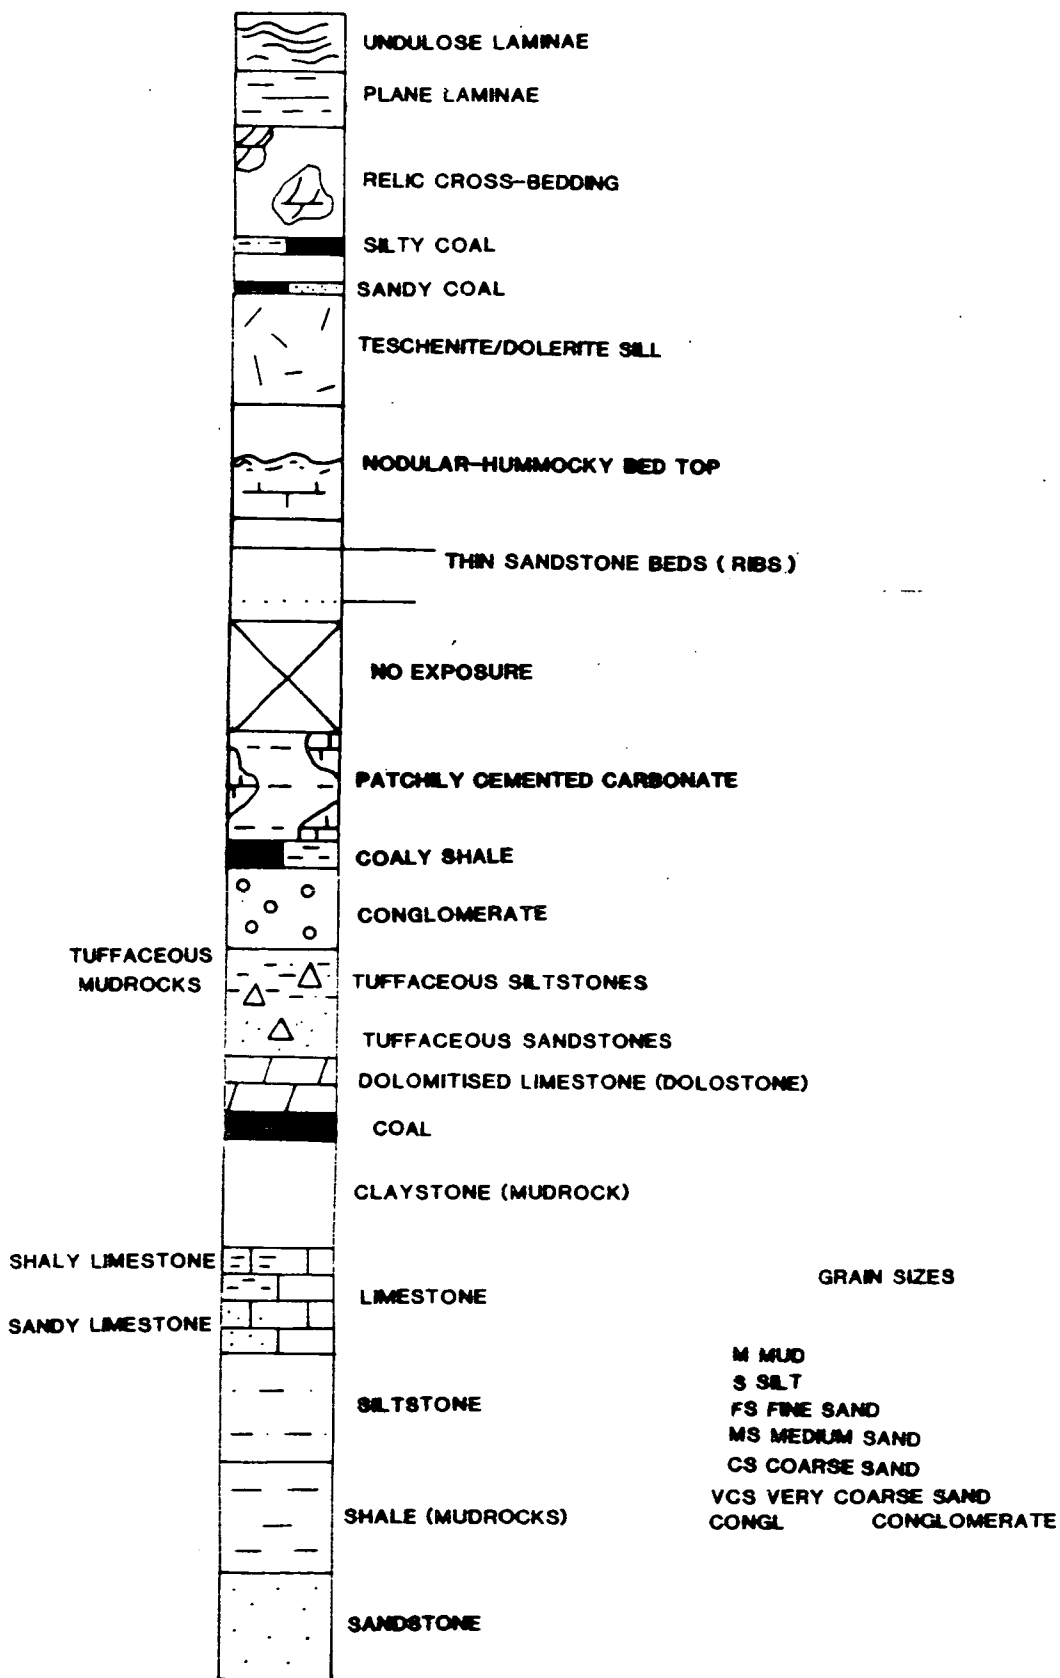 UNDULOSE LAMINAE
PLANE LAMINAE
RELIC CROSS-BEDDING
SILTY COAL
SANDY COAL
TESCHENITE/DOLERITE SILL
NODULAR-HUMMOCKY BED TOP
THIN SANDSTONE BEDS (RIBS)
NO EXPOSURE
PATCHILY CEMENTED CARBONATE
COALY SHALE
CONGLOMERATE
TUFFACEOUS
MUDROCKS
TUFFACEOUS SILTSTONES
TUFFACEOUS SANDSTONES
DOLOMITISED LIMESTONE (DOLOSTONE)
COAL
CLAYSTONE (MUDROCK)
SHALY LIMESTONE
LIMESTONE
SANDY LIMESTONE
SILTSTONE
SHALE (MUDROCKS)
SANDSTONE
GRAIN SIZES
M MUD
S SILT
FS FINE SAND
MS MEDIUM SAND
CS COARSE SAND
VCS VERY COARSE SAND
CONGL CONGLOMERATE